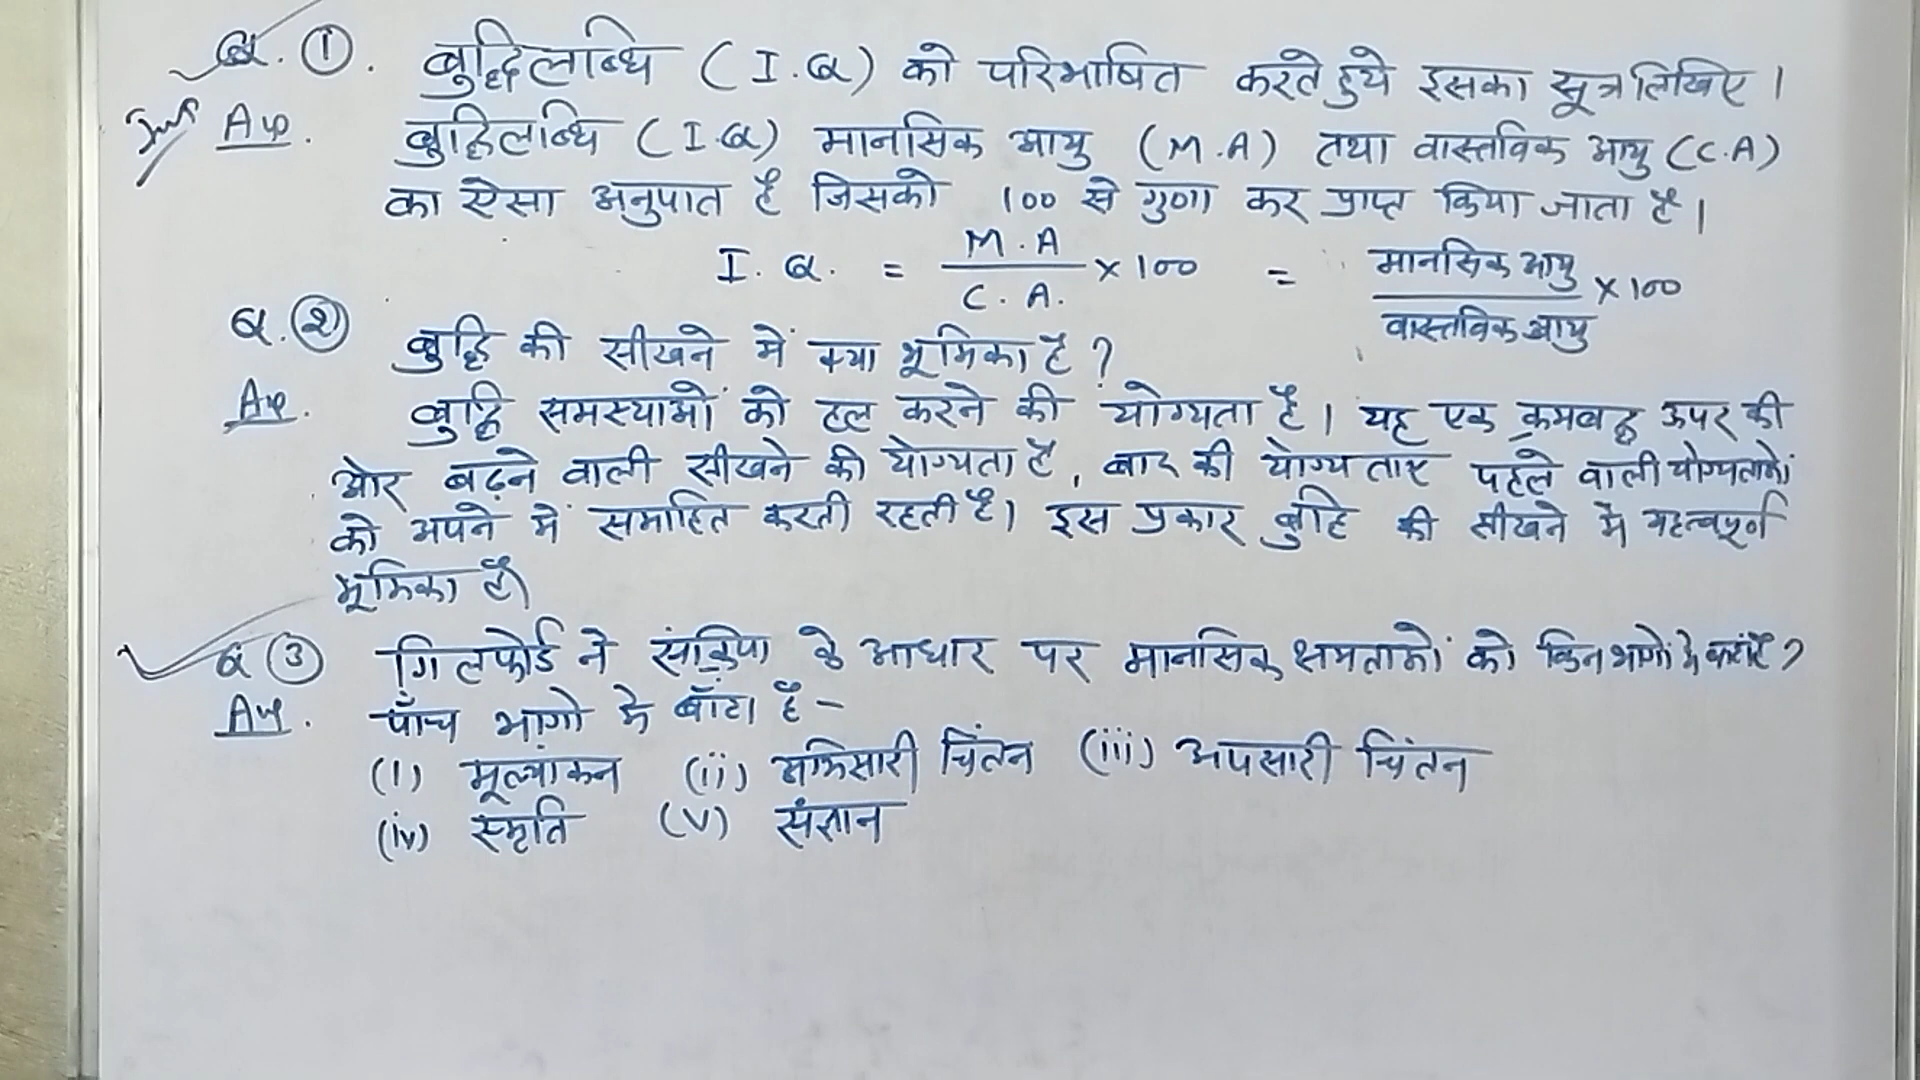 Q. ①. बुद्धिलब्धि (I.Q) को परिभाषित करते हुये इसका सूत्र लिखिए।
Imp Ans. बुद्धिलब्धि (I.Q) मानसिक आयु (M.A) तथा वास्तविक आयु (C.A)
का ऐसा अनुपात है जिसको 100 से गुणा कर प्राप्त किया जाता है।
I. Q. = M.A / C.A. × 100 = मानसिक आयु / वास्तविक आयु × 100
Q. ② बुद्धि की सीखने में क्या भूमिका है?
Ans. बुद्धि समस्याओं को हल करने की योग्यता है। यह एक क्रमबद्ध ऊपर की
ओर बढ़ने वाली सीखने की योग्यता है, बाद की योग्यताएं पहले वाली योग्यताओं
को अपने में समाहित करती रहती है। इस प्रकार बुद्धि की सीखने में महत्वपूर्ण
भूमिका है।
Q ③ गिलफोर्ड ने संक्रिया के आधार पर मानसिक क्षमताओं को किन भागों में बांटा है?
Ans. पाँच भागो में बाँटा है -
(i) मूल्यांकन (ii) अभिसारी चिंतन (iii) अपसारी चिंतन
(iv) स्मृति (v) संज्ञान